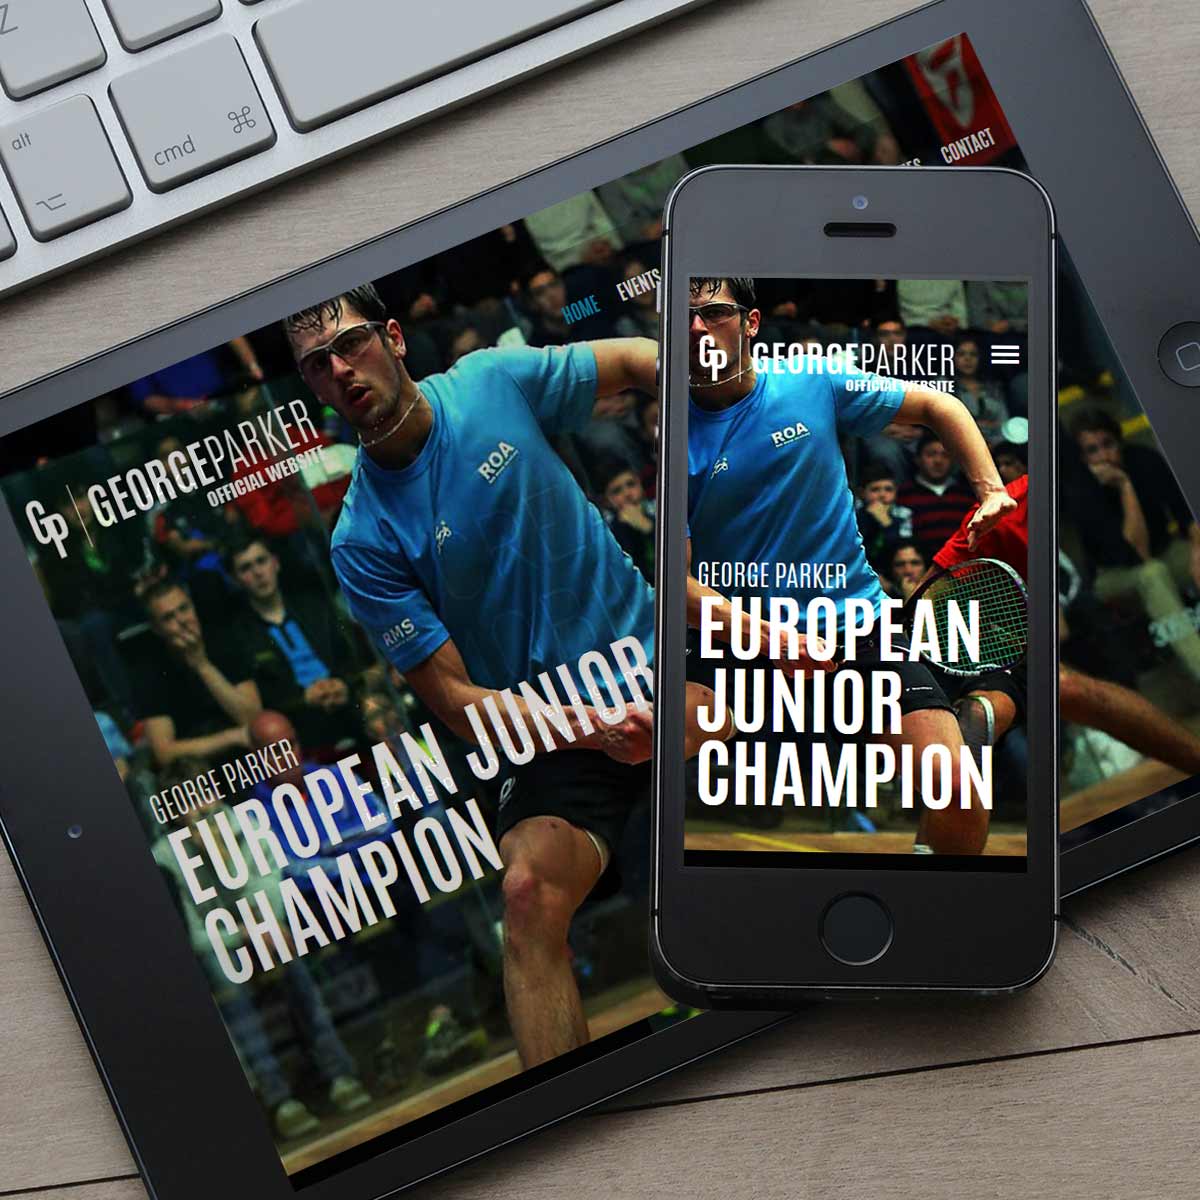 Z
alt
cmd
⌘
⌥
CONTACT
HOME
EVENTS
GP
GEORGEPARKER
OFFICIAL WEBSITE
ROA
RMS
GEORGE PARKER
EUROPEAN JUNIOR
CHAMPION
GP
GEORGEPARKER
OFFICIAL WEBSITE
ROA
GEORGE PARKER
EUROPEAN
JUNIOR
CHAMPION